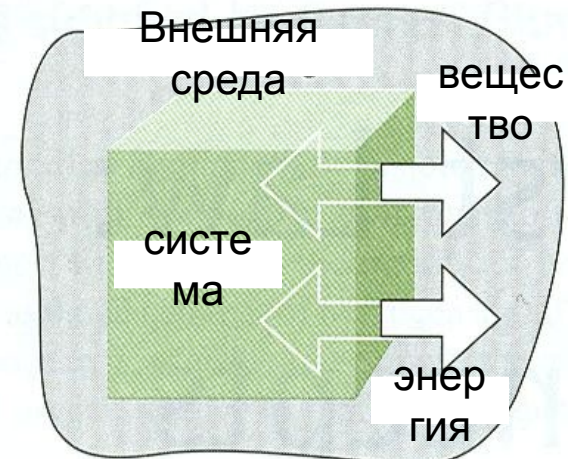 Внешняя
среда
вещес
тво
систе
ма
энер
гия